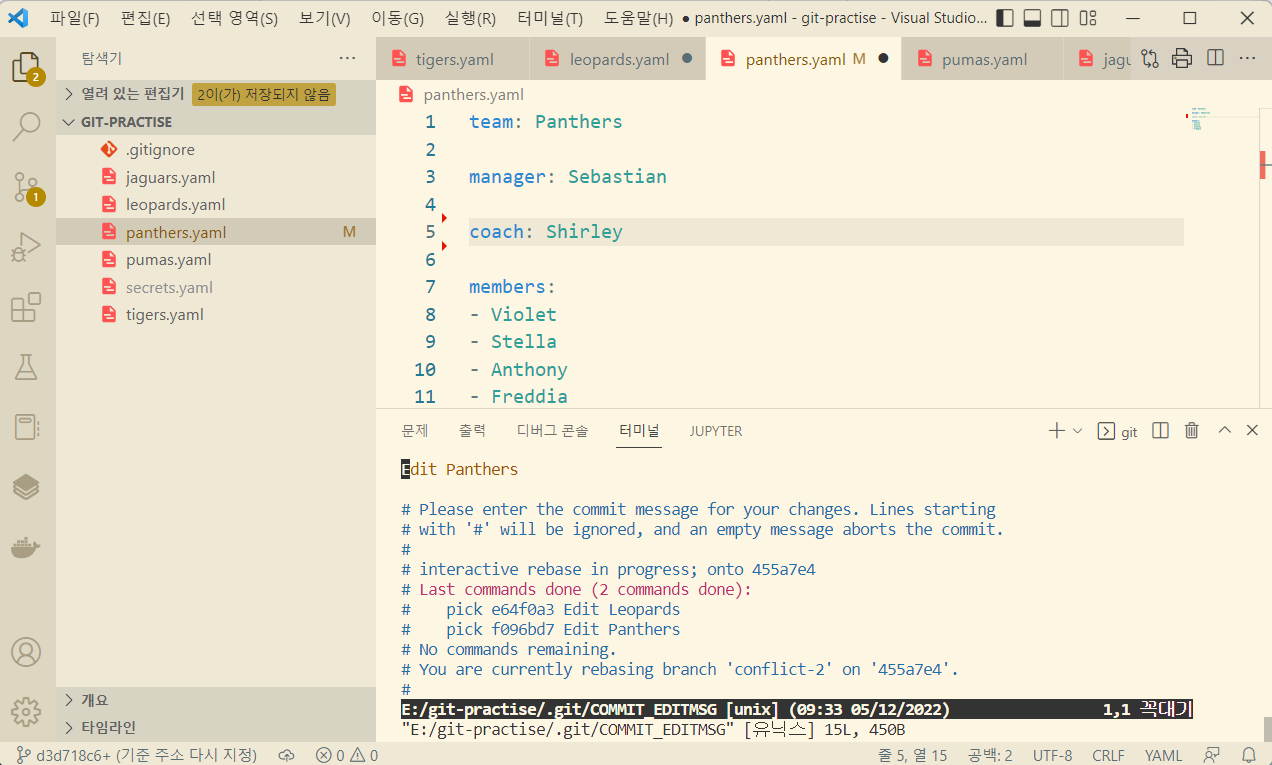 파일(F) 편집(E) 선택 영역(S) 보기(V) 이동(G) 실행(R) 터미널(T) 도움말(H) ● panthers.yaml - git-practise - Visual Studio...
탐색기 ...
tigers.yaml leopards.yaml ● panthers.yaml M ● pumas.yaml jagu ...
2
열려 있는 편집기 2이(가) 저장되지 않음
GIT-PRACTISE
.gitignore
jaguars.yaml
leopards.yaml
panthers.yaml M
pumas.yaml
secrets.yaml
tigers.yaml
1
개요
타임라인
panthers.yaml
1 team: Panthers
2
3 manager: Sebastian
4
5 coach: Shirley
6
7 members:
8 - Violet
9 - Stella
10 - Anthony
11 - Freddia
문제 출력 디버그 콘솔 터미널 JUPYTER git
Edit Panthers
# Please enter the commit message for your changes. Lines starting
# with '#' will be ignored, and an empty message aborts the commit.
#
# interactive rebase in progress; onto 455a7e4
# Last commands done (2 commands done):
#    pick e64f0a3 Edit Leopards
#    pick f096bd7 Edit Panthers
# No commands remaining.
# You are currently rebasing branch 'conflict-2' on '455a7e4'.
#
E:/git-practise/.git/COMMIT_EDITMSG [unix] (09:33 05/12/2022) 1,1 꼭대기
"E:/git-practise/.git/COMMIT_EDITMSG" [유닉스] 15L, 450B
d3d718c6+ (기준 주소 다시 지정) 0 0 줄 5, 열 15 공백: 2 UTF-8 CRLF YAML